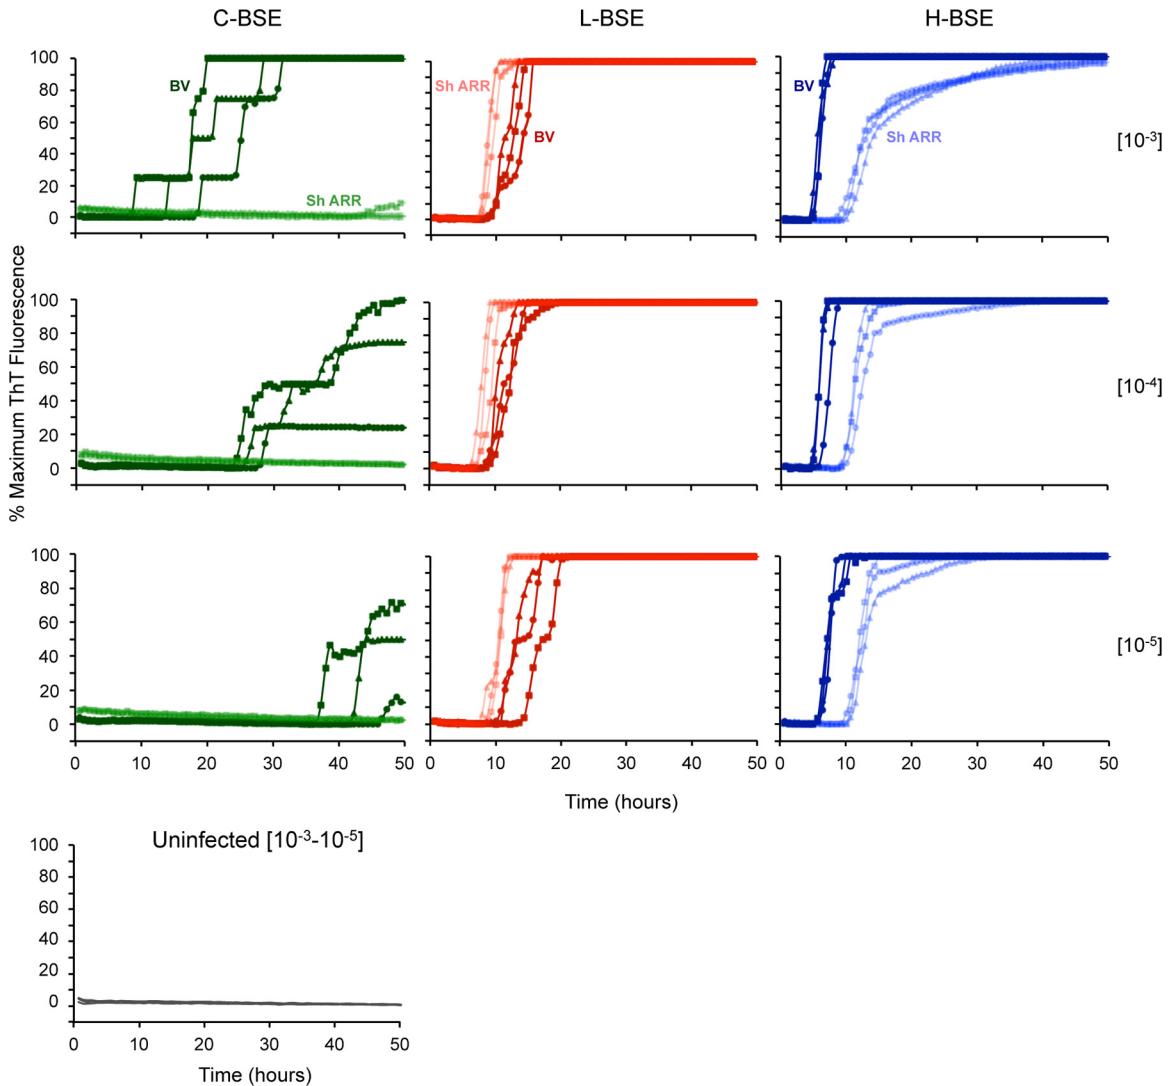 C-BSE L-BSE H-BSE
% Maximum ThT Fluorescence
100
80
60
40
20
0
BV
Sh ARR
Sh ARR
BV
BV
Sh ARR
[10-3]
100
80
60
40
20
0
[10-4]
100
80
60
40
20
0
[10-5]
0 10 20 30 40 50 0 10 20 30 40 50 0 10 20 30 40 50
Time (hours)
Uninfected [10-3-10-5]
100
80
60
40
20
0
0 10 20 30 40 50
Time (hours)